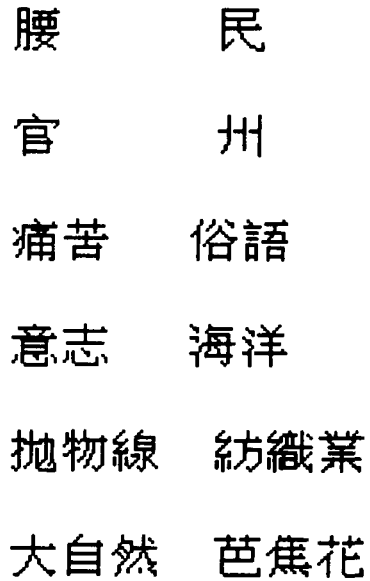 腰 民
官 州
痛苦 俗語
意志 海洋
拋物線 紡織業
大自然 芭蕉花